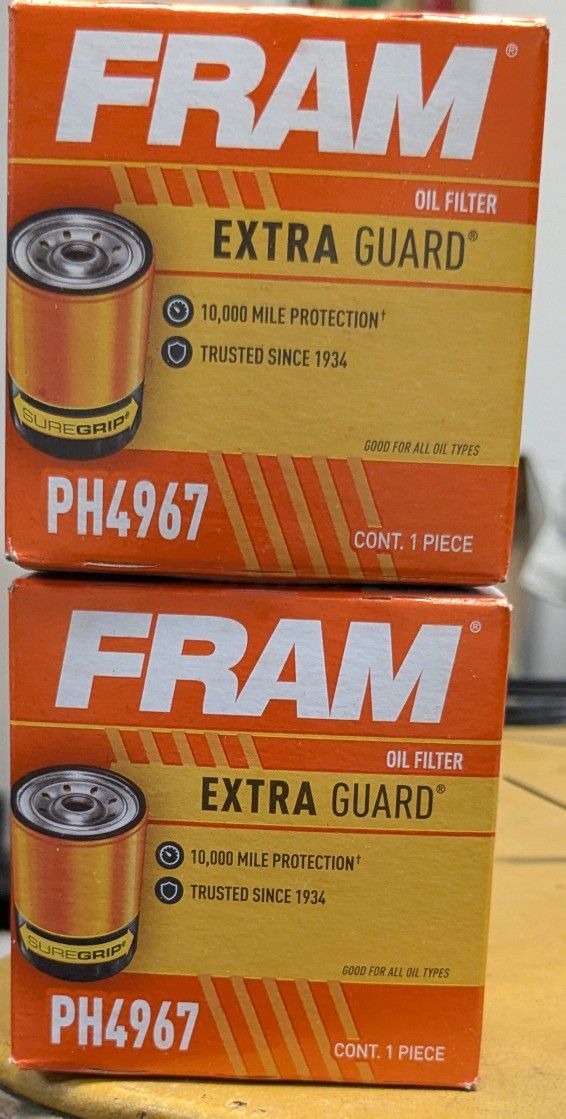 FRAM®
OIL FILTER
EXTRA GUARD®
10,000 MILE PROTECTION†
TRUSTED SINCE 1934
SUREGRIP®
GOOD FOR ALL OIL TYPES
PH4967
CONT. 1 PIECE
FRAM®
OIL FILTER
EXTRA GUARD®
10,000 MILE PROTECTION†
TRUSTED SINCE 1934
SUREGRIP®
GOOD FOR ALL OIL TYPES
PH4967
CONT. 1 PIECE